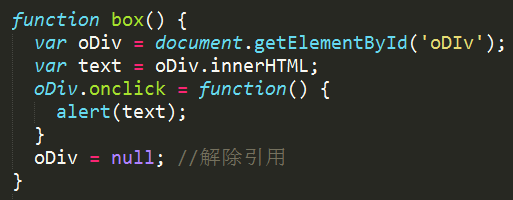 function box() {
  var oDiv = document.getElementById('oDIv');
  var text = oDiv.innerHTML;
  oDiv.onclick = function() {
    alert(text);
  }
  oDiv = null; //解除引用
}